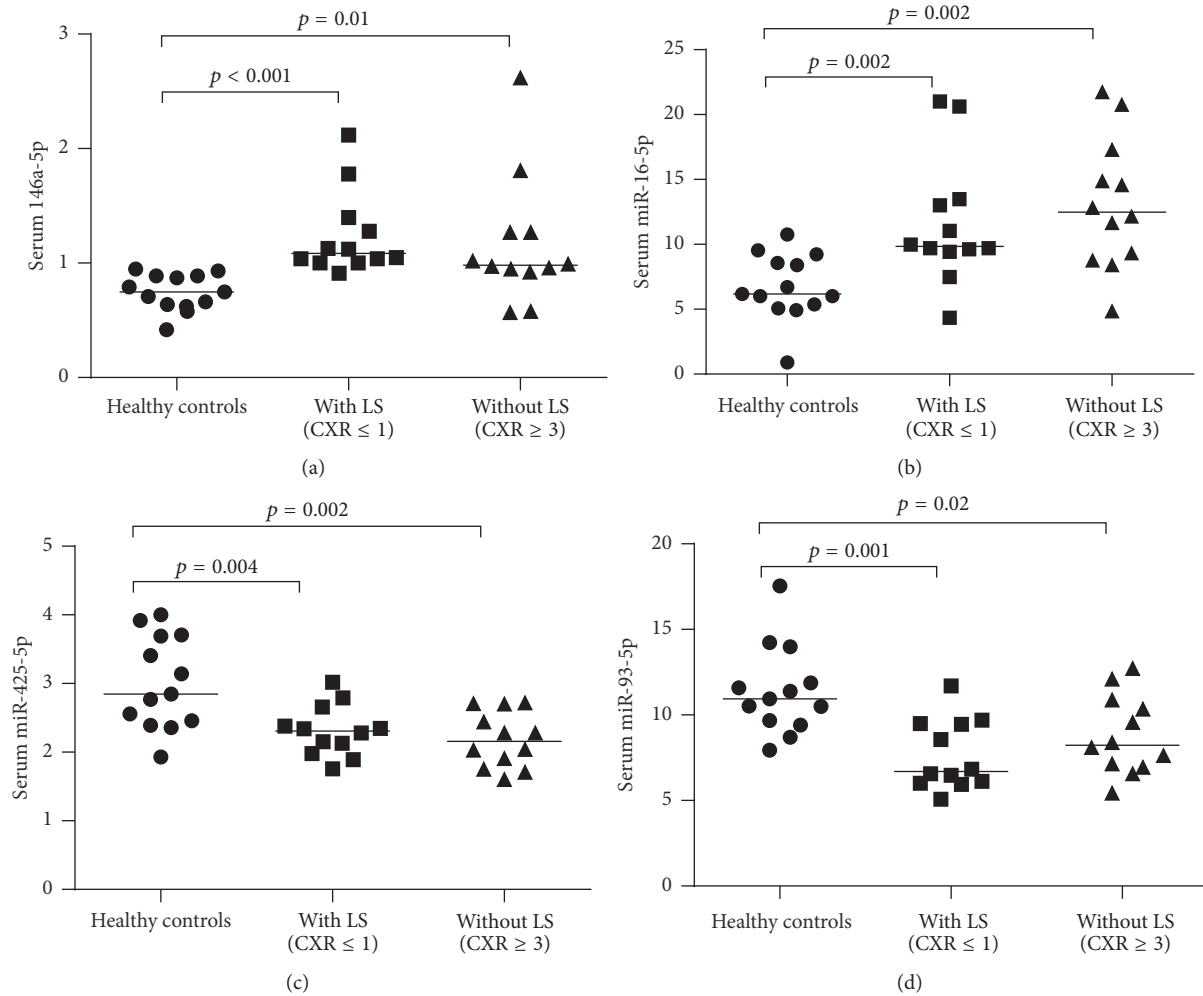 p = 0.01
p < 0.001
3
2
1
0
Serum 146a-5p
Healthy controls
With LS
(CXR ≤ 1)
Without LS
(CXR ≥ 3)
(a)
p = 0.002
p = 0.002
25
20
15
10
5
0
Serum miR-16-5p
Healthy controls
With LS
(CXR ≤ 1)
Without LS
(CXR ≥ 3)
(b)
p = 0.002
p = 0.004
5
4
3
2
1
0
Serum miR-425-5p
Healthy controls
With LS
(CXR ≤ 1)
Without LS
(CXR ≥ 3)
(c)
p = 0.02
p = 0.001
20
15
10
5
0
Serum miR-93-5p
Healthy controls
With LS
(CXR ≤ 1)
Without LS
(CXR ≥ 3)
(d)